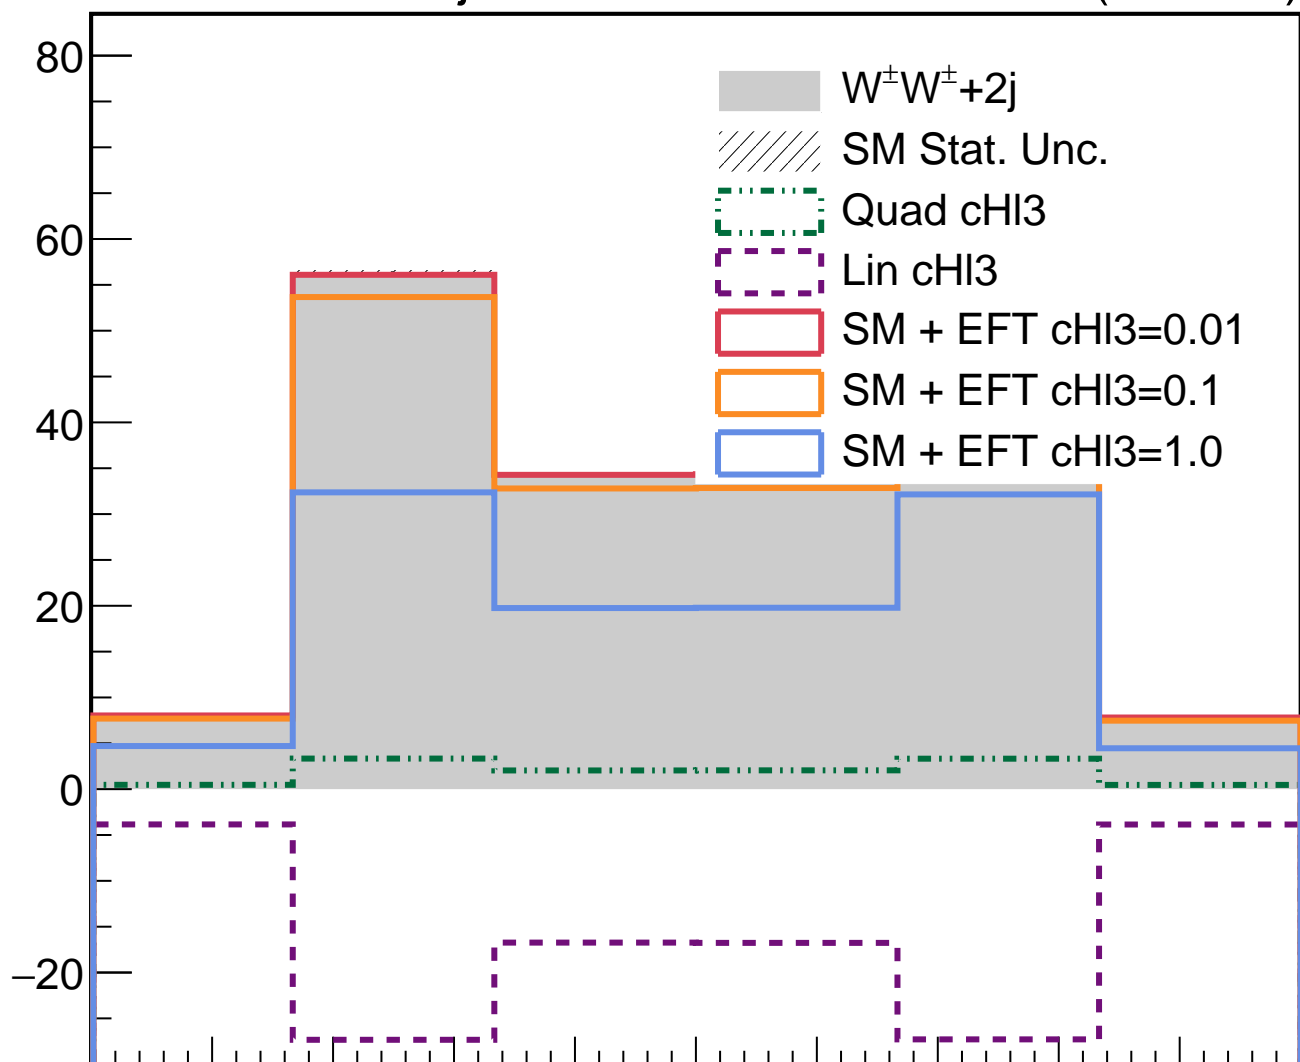 80
W±W±+2j
SM Stat. Unc.
60
Quad cHl3
Lin cHl3
SM + EFT cHl3=0.01
SM + EFT cHl3=0.1
40
SM + EFT cHl3=1.0
20
0
−20